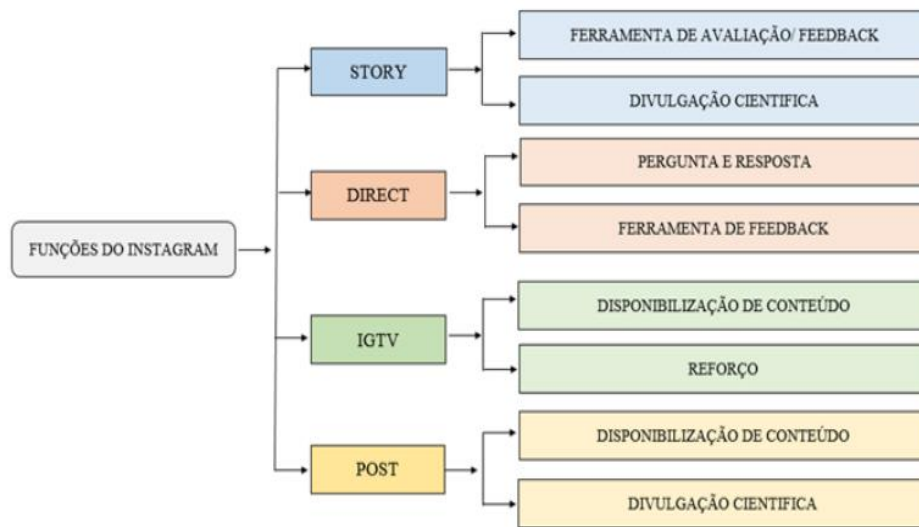 FUNÇÕES DO INSTAGRAM
STORY
FERRAMENTA DE AVALIAÇÃO/ FEEDBACK
DIVULGAÇÃO CIENTIFICA
DIRECT
PERGUNTA E RESPOSTA
FERRAMENTA DE FEEDBACK
IGTV
DISPONIBILIZAÇÃO DE CONTEÚDO
REFORÇO
POST
DISPONIBILIZAÇÃO DE CONTEÚDO
DIVULGAÇÃO CIENTIFICA